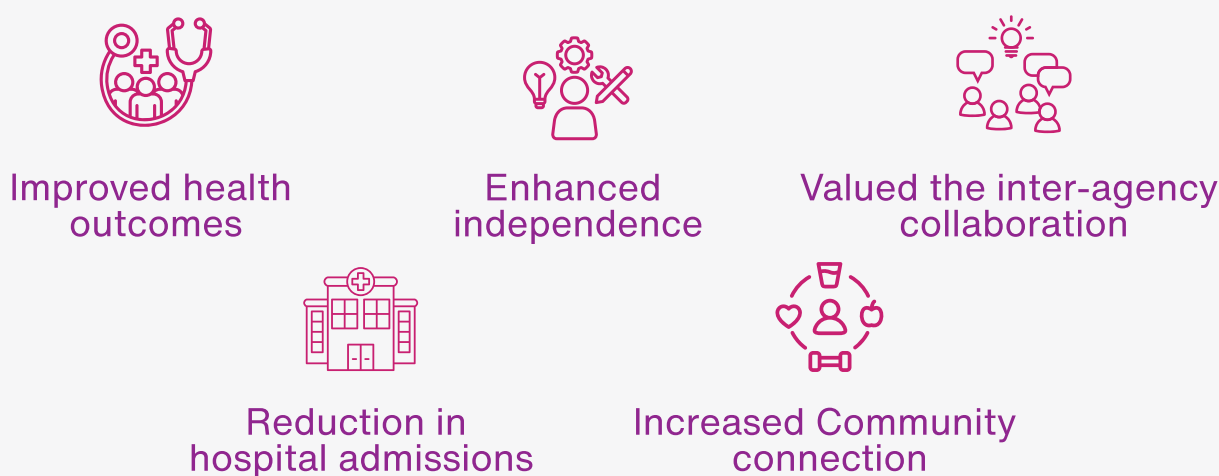 Improved health
outcomes
Enhanced
independence
Valued the inter-agency
collaboration
Reduction in
hospital admissions
Increased Community
connection